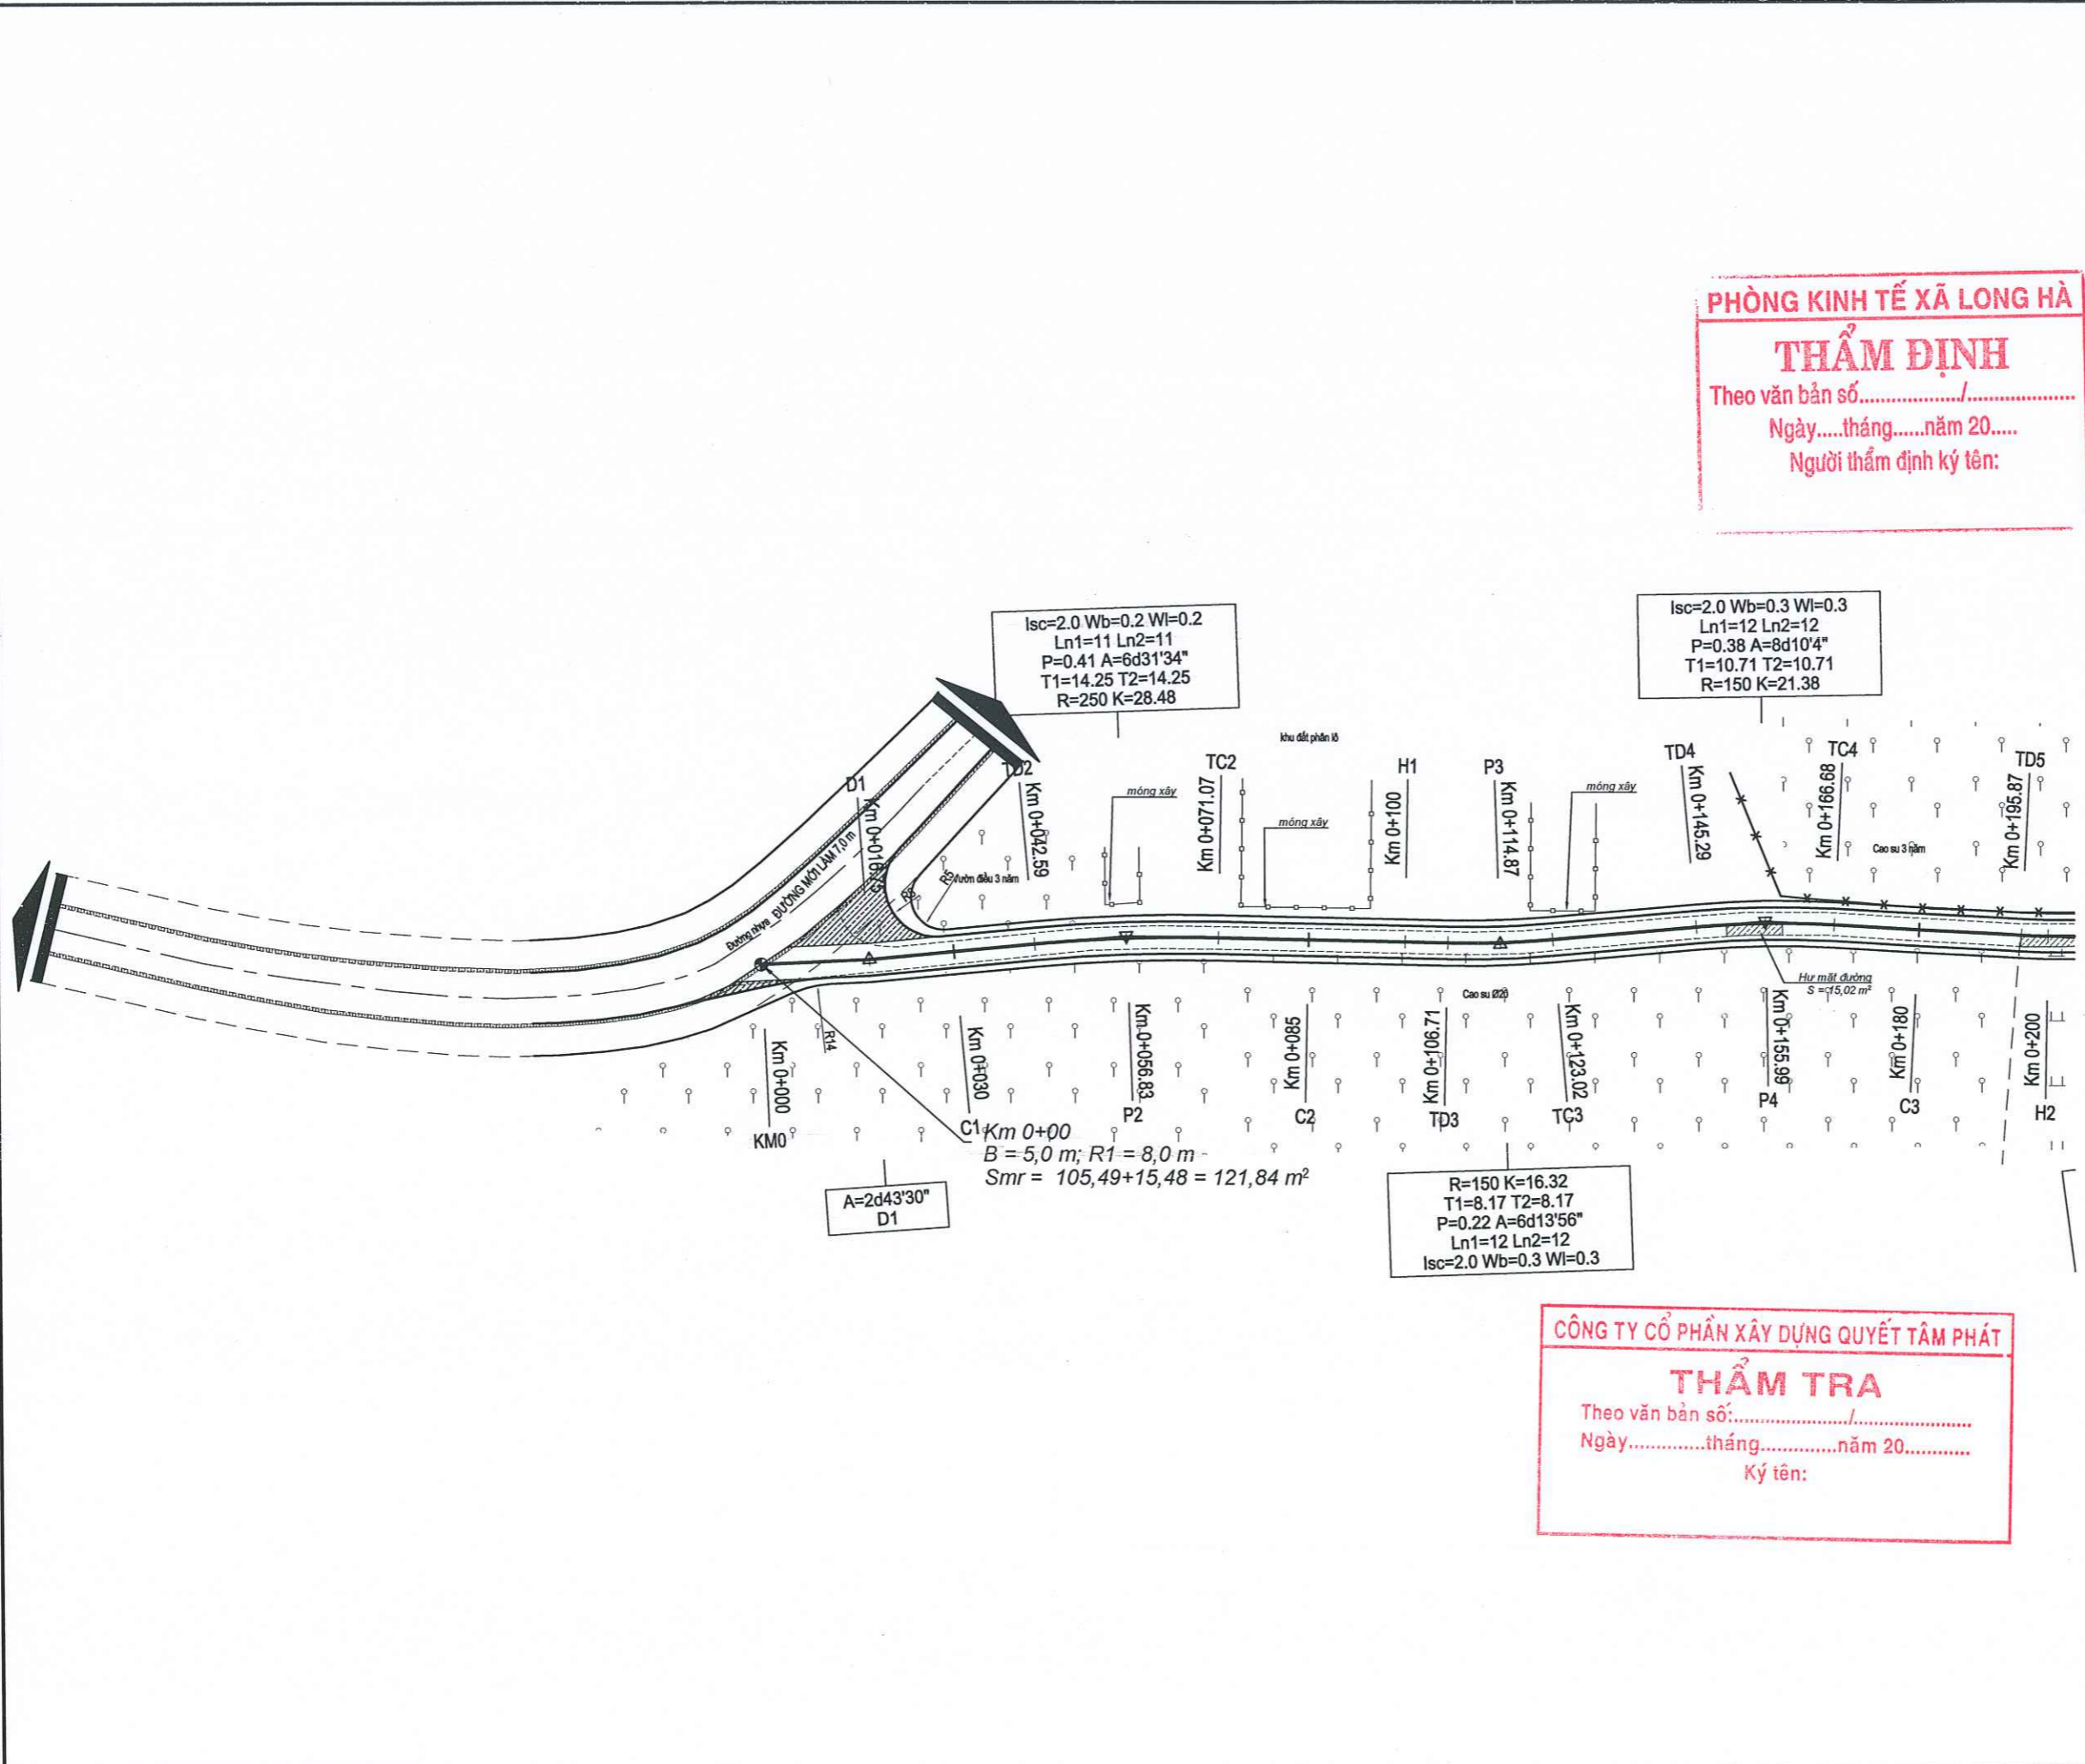 PHÒNG KINH TẾ XÃ LONG HÀ
THẨM ĐỊNH
Theo văn bản số.................../....................
Ngày.....tháng......năm 20.....
Người thẩm định ký tên:
Isc=2.0 Wb=0.2 Wl=0.2
Ln1=11 Ln2=11
P=0.41 A=6d31'34"
T1=14.25 T2=14.25
R=250 K=28.48
Isc=2.0 Wb=0.3 Wl=0.3
Ln1=12 Ln2=12
P=0.38 A=8d10'4"
T1=10.71 T2=10.71
R=150 K=21.38
khu đất phân lô
D1
Km 0+016.75
TD2
Km 0+042.59
móng xây
TC2
Km 0+071.07
móng xây
H1
Km 0+100
P3
Km 0+114.87
móng xây
TD4
Km 0+145.29
TC4
Km 0+166.68
Cao su 3 năm
TD5
Km 0+195.87
Đường nhựa_ĐƯỜNG MỚI LÀM 7,0 m
R8
R5
Vườn điều 3 năm
Cao su Ø20
Hư mặt đường
S = 15,02 m²
R14
Km 0+000
KM0
Km 0+030
C1
Km 0+056.83
P2
Km 0+085
C2
Km 0+106.71
TD3
Km 0+123.02
TC3
Km 0+155.99
P4
Km 0+180
C3
Km 0+200
H2
Km 0+00
B = 5,0 m; R1 = 8,0 m
Smr = 105,49+15,48 = 121,84 m²
A=2d43'30"
D1
R=150 K=16.32
T1=8.17 T2=8.17
P=0.22 A=6d13'56"
Ln1=12 Ln2=12
Isc=2.0 Wb=0.3 Wl=0.3
CÔNG TY CỔ PHẦN XÂY DỰNG QUYẾT TÂM PHÁT
THẨM TRA
Theo văn bản số:...................../......................
Ngày..............tháng..............năm 20............
Ký tên: